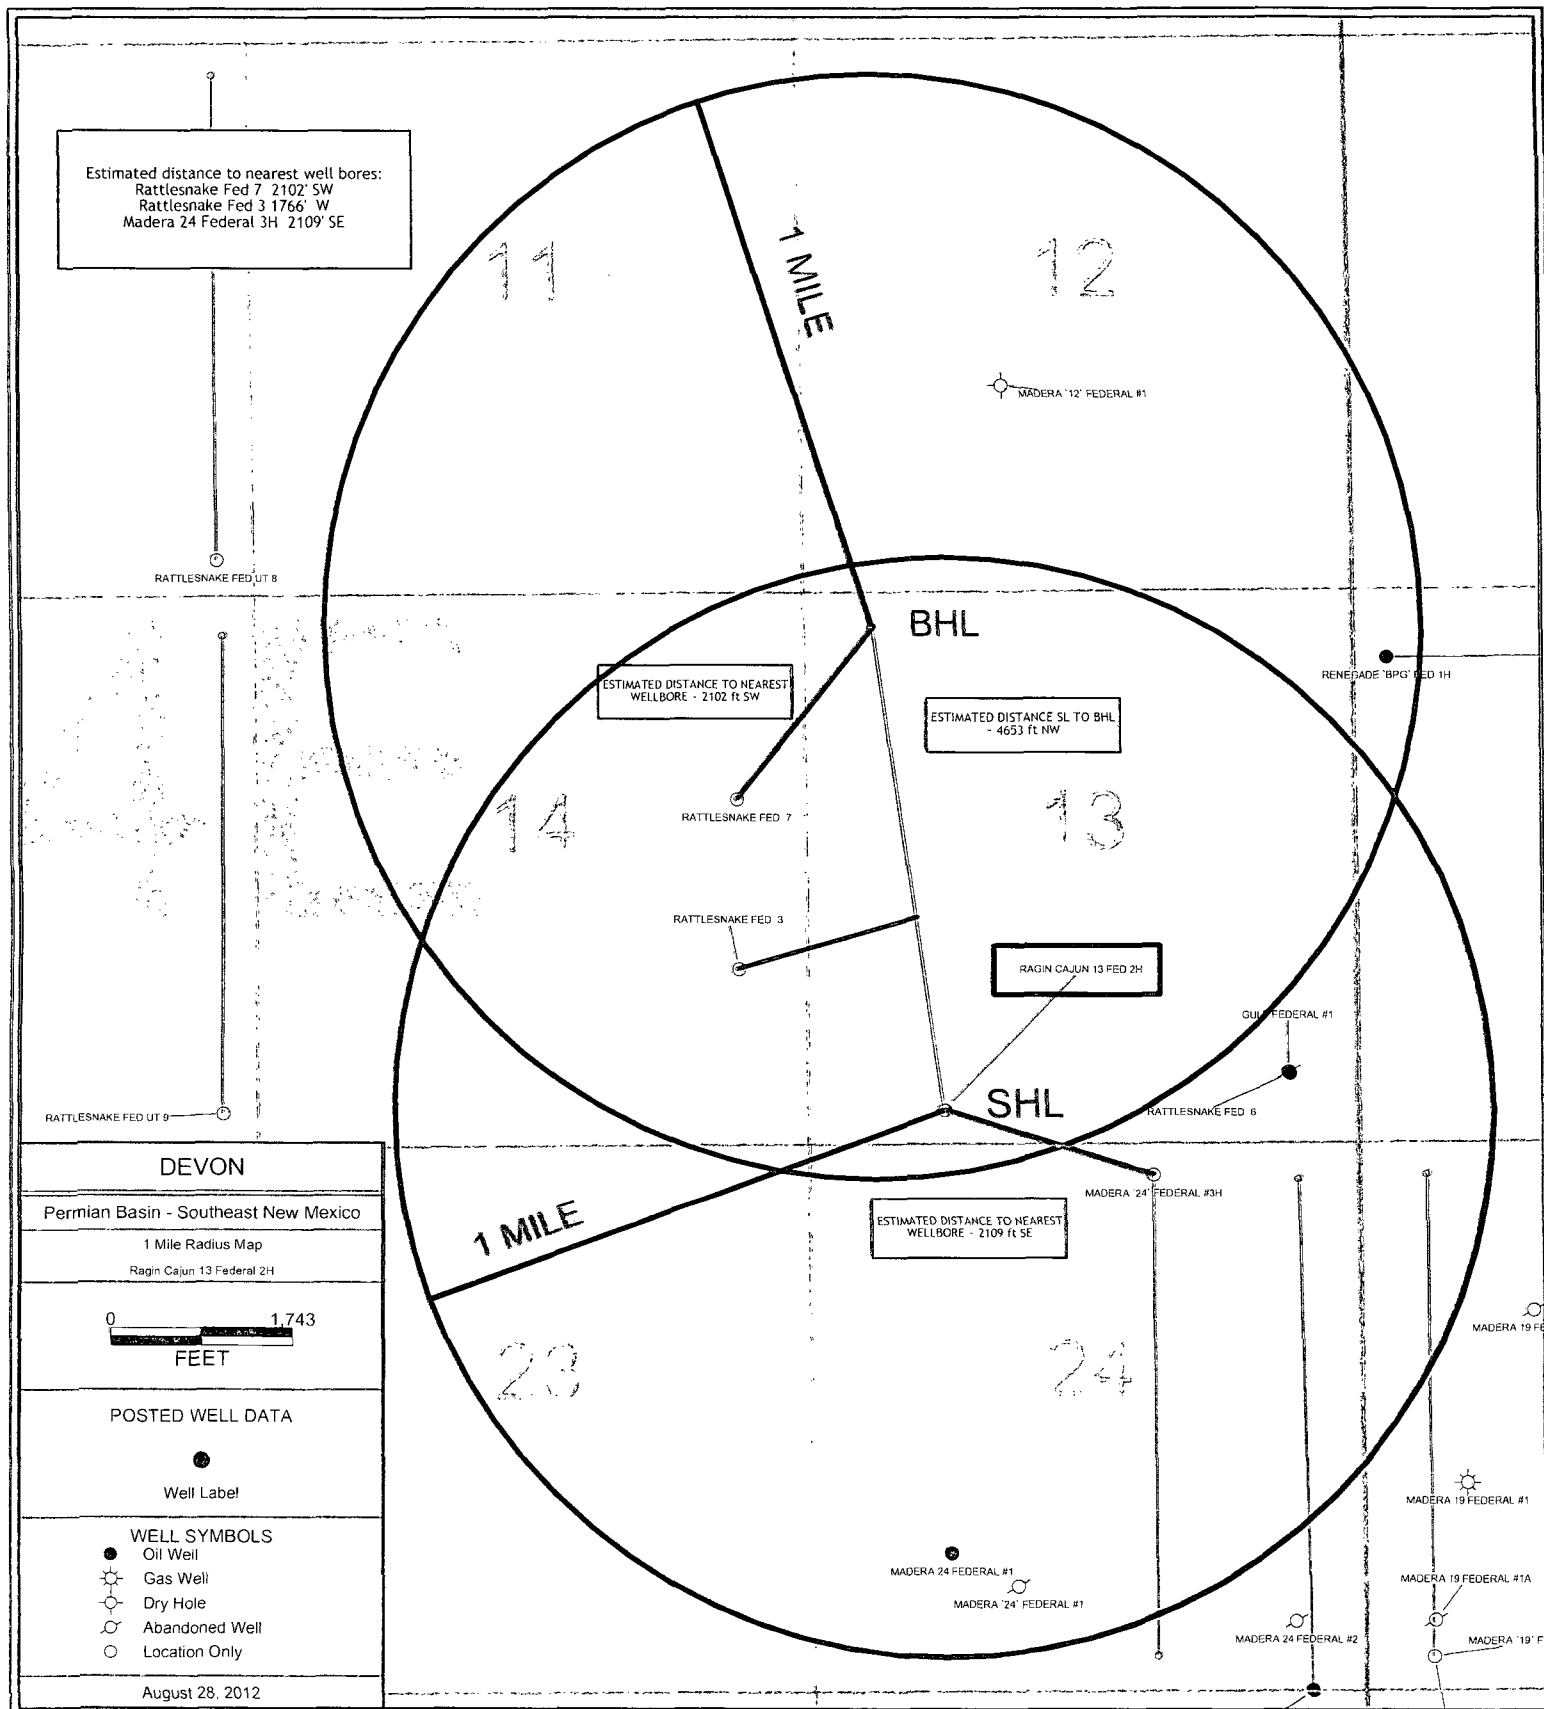 Estimated distance to nearest well bores:
Rattlesnake Fed 7 2102' SW
Rattlesnake Fed 3 1766' W
Madera 24 Federal 3H 2109' SE
11
12
1 MILE
MADERA '12' FEDERAL #1
RATTLESNAKE FED UT 8
BHL
ESTIMATED DISTANCE TO NEAREST
WELLBORE - 2102 ft SW
RENEGADE 'BPG' FED 1H
ESTIMATED DISTANCE SL TO BHL
- 4653 ft NW
14
13
RATTLESNAKE FED 7
RATTLESNAKE FED 3
RAGIN CAJUN 13 FED 2H
GULF FEDERAL #1
SHL
RATTLESNAKE FED UT 9
RATTLESNAKE FED 6
MADERA '24' FEDERAL #3H
1 MILE
ESTIMATED DISTANCE TO NEAREST
WELLBORE - 2109 ft SE
23
24
MADERA 19 FE
MADERA 19 FEDERAL #1
MADERA 24 FEDERAL #1
MADERA '24' FEDERAL #1
MADERA 19 FEDERAL #1A
MADERA 24 FEDERAL #2
MADERA '19' F
DEVON
Permian Basin - Southeast New Mexico
1 Mile Radius Map
Ragin Cajun 13 Federal 2H
0 1,743
FEET
POSTED WELL DATA
Well Label
WELL SYMBOLS
Oil Well
Gas Well
Dry Hole
Abandoned Well
Location Only
August 28, 2012